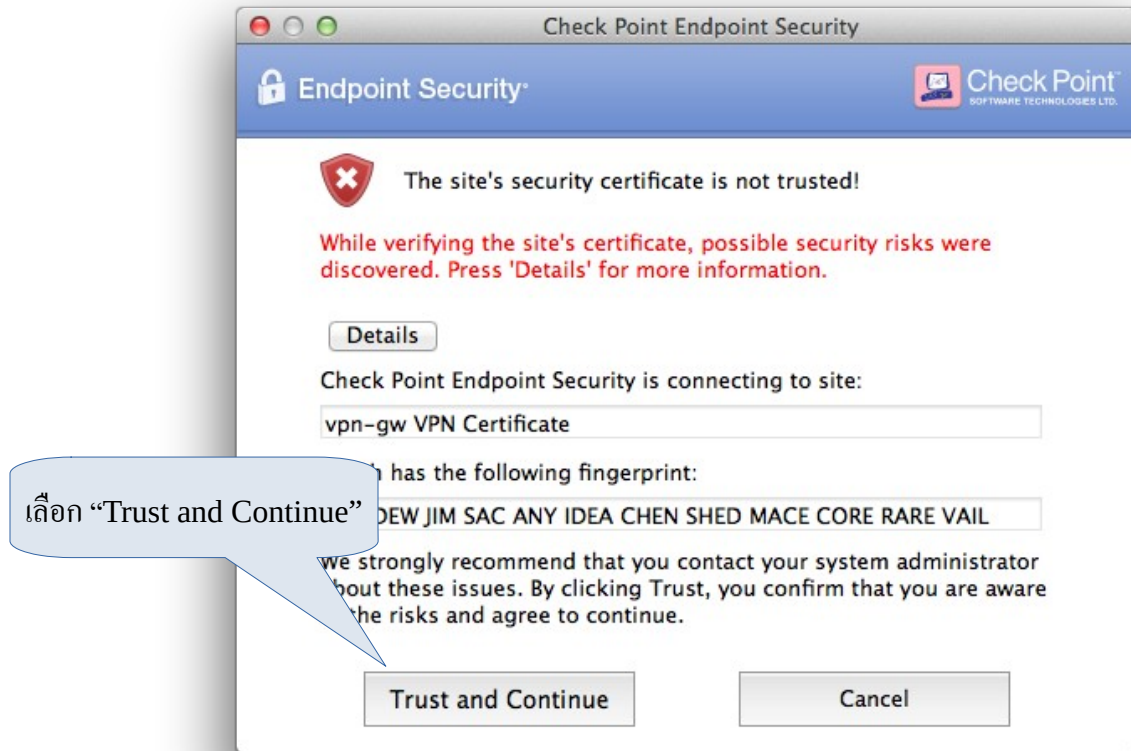 Check Point Endpoint Security
Endpoint Security
Check Point
SOFTWARE TECHNOLOGIES LTD.
The site's security certificate is not trusted!
While verifying the site's certificate, possible security risks were
discovered. Press 'Details' for more information.
Details
Check Point Endpoint Security is connecting to site:
vpn-gw VPN Certificate
has the following fingerprint:
เลือก “Trust and Continue”
DEW JIM SAC ANY IDEA CHEN SHED MACE CORE RARE VAIL
We strongly recommend that you contact your system administrator
about these issues. By clicking Trust, you confirm that you are aware
the risks and agree to continue.
Trust and Continue
Cancel